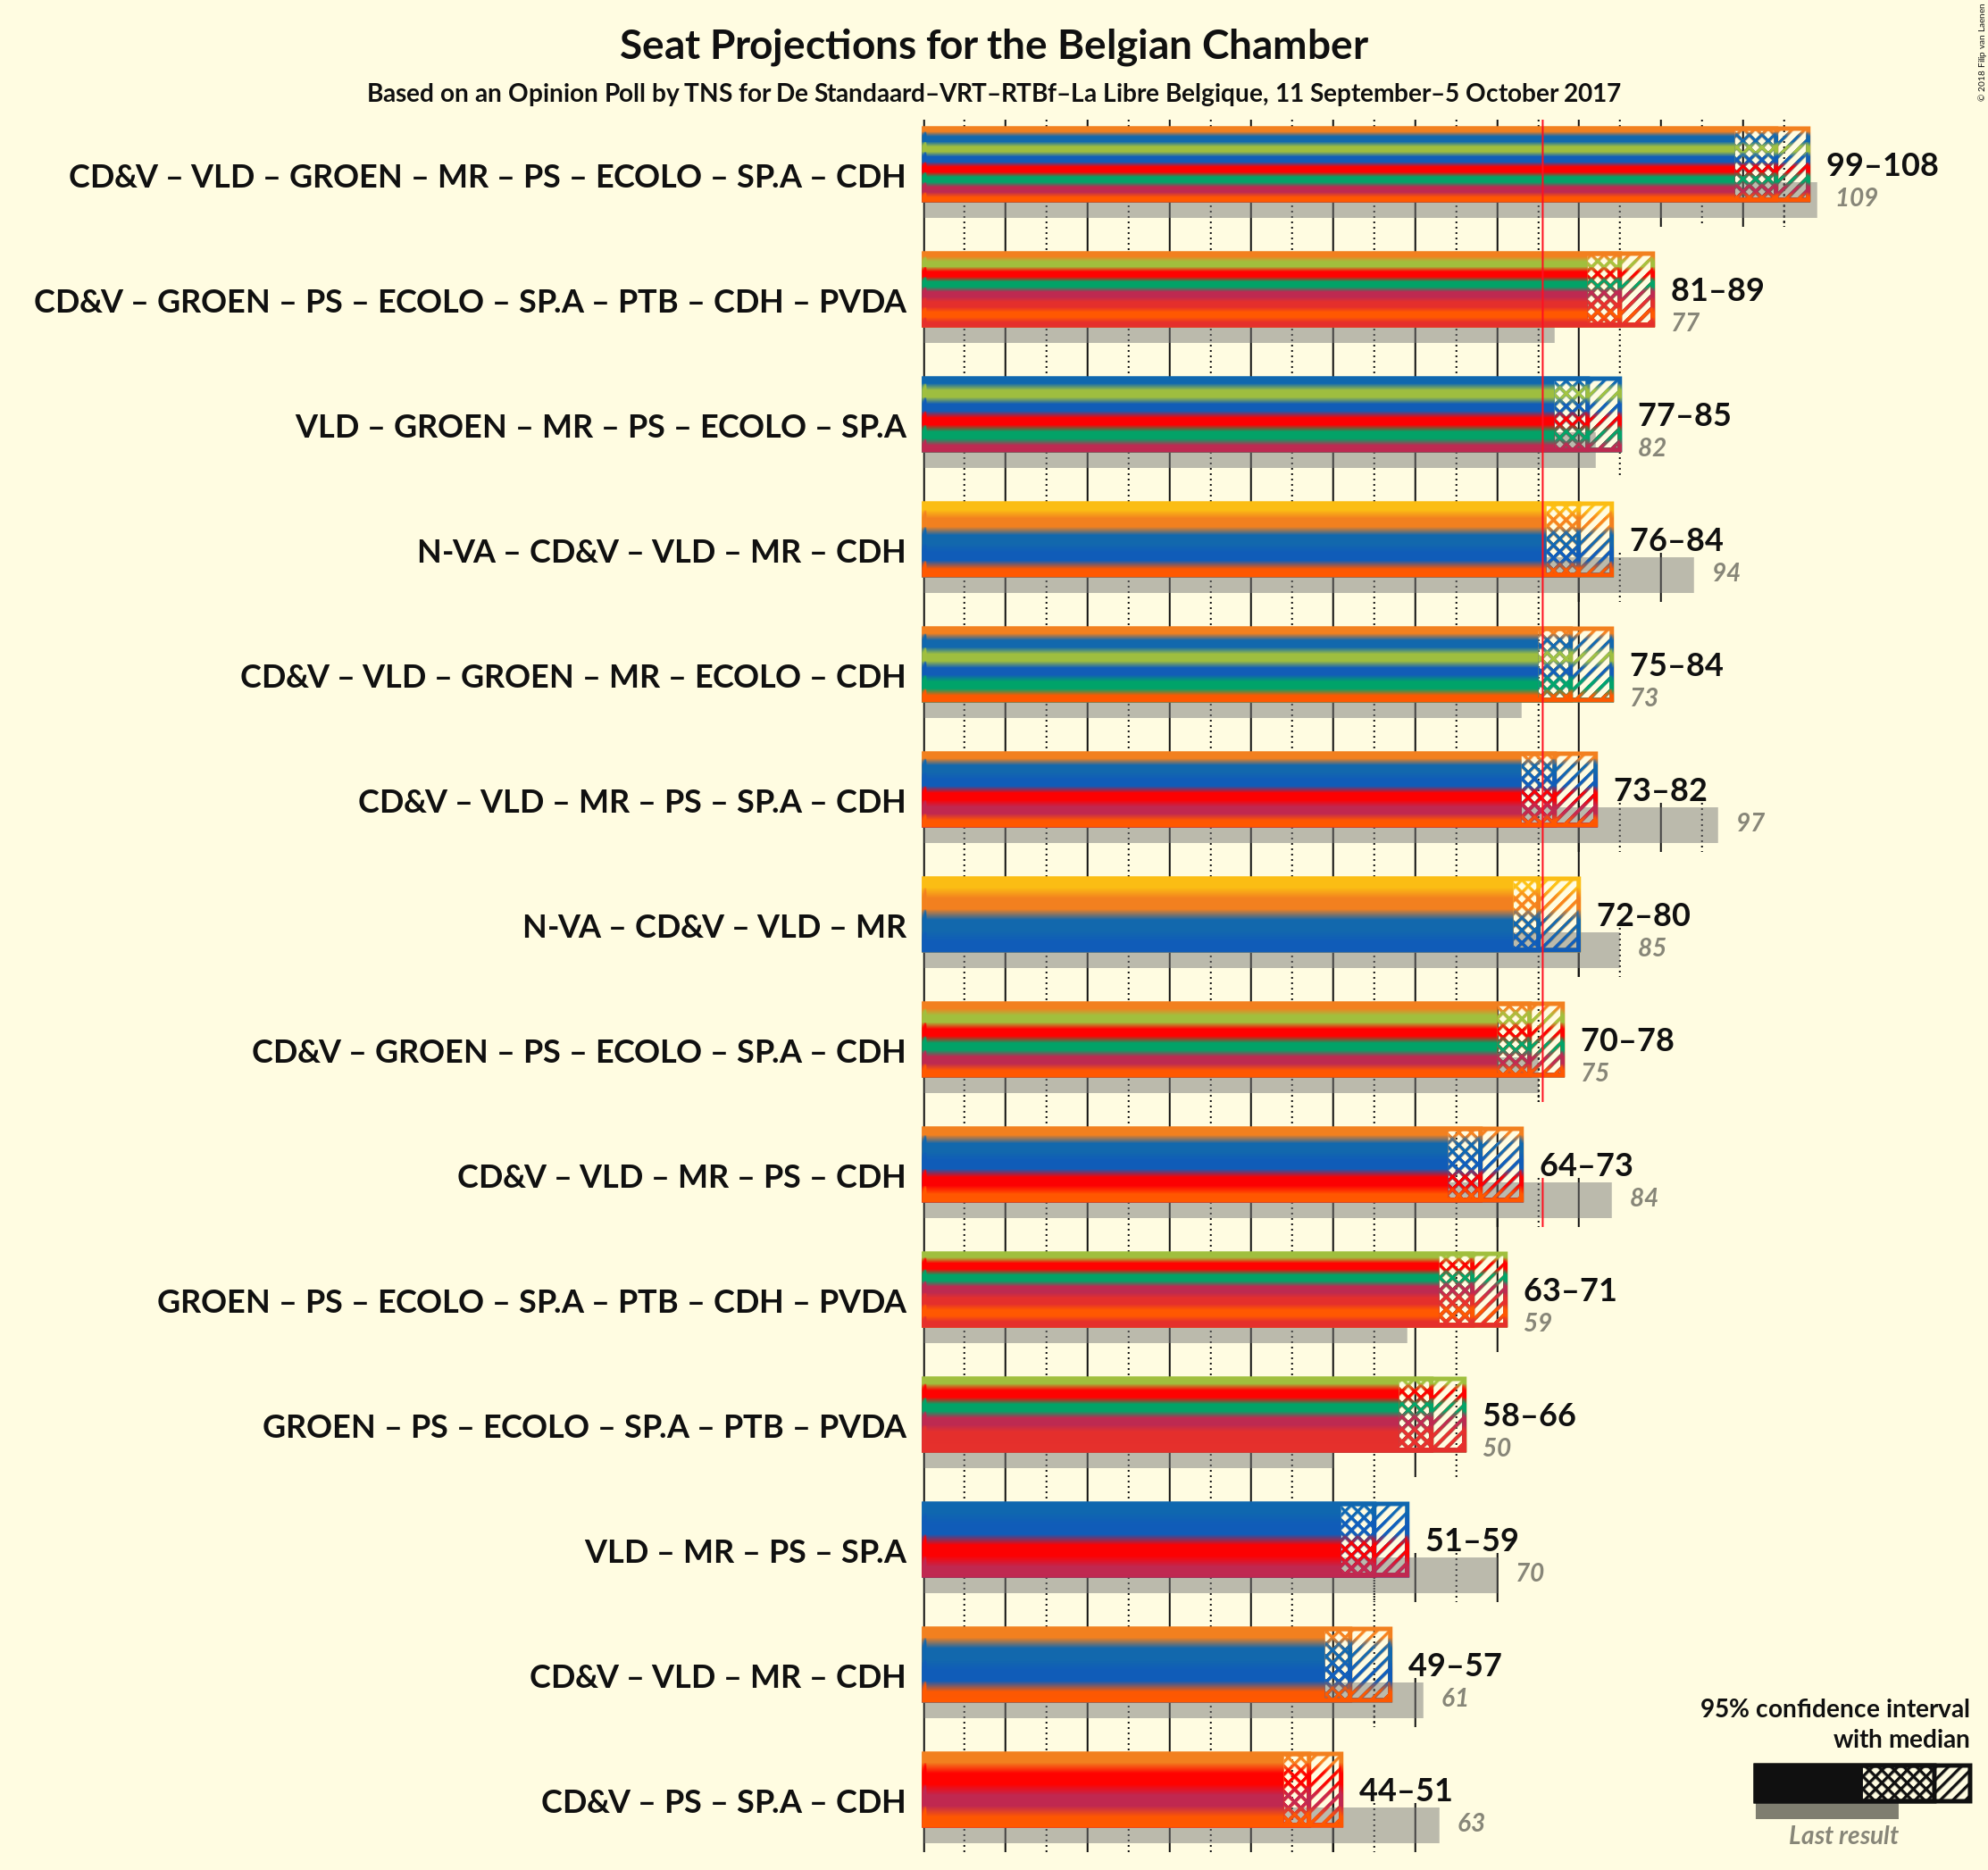 Seat Projections for the Belgian Chamber
Based on an Opinion Poll by TNS for De Standaard–VRT–RTBf–La Libre Belgique, 11 September–5 October 2017
© 2018 Filip van Laenen
CD&V – VLD – GROEN – MR – PS – ECOLO – SP.A – CDH
99–108
109
CD&V – GROEN – PS – ECOLO – SP.A – PTB – CDH – PVDA
81–89
77
VLD – GROEN – MR – PS – ECOLO – SP.A
77–85
82
N-VA – CD&V – VLD – MR – CDH
76–84
94
CD&V – VLD – GROEN – MR – ECOLO – CDH
75–84
73
CD&V – VLD – MR – PS – SP.A – CDH
73–82
97
N-VA – CD&V – VLD – MR
72–80
85
CD&V – GROEN – PS – ECOLO – SP.A – CDH
70–78
75
CD&V – VLD – MR – PS – CDH
64–73
84
GROEN – PS – ECOLO – SP.A – PTB – CDH – PVDA
63–71
59
GROEN – PS – ECOLO – SP.A – PTB – PVDA
58–66
50
VLD – MR – PS – SP.A
51–59
70
CD&V – VLD – MR – CDH
49–57
61
CD&V – PS – SP.A – CDH
44–51
63
95% confidence interval
with median
Last result